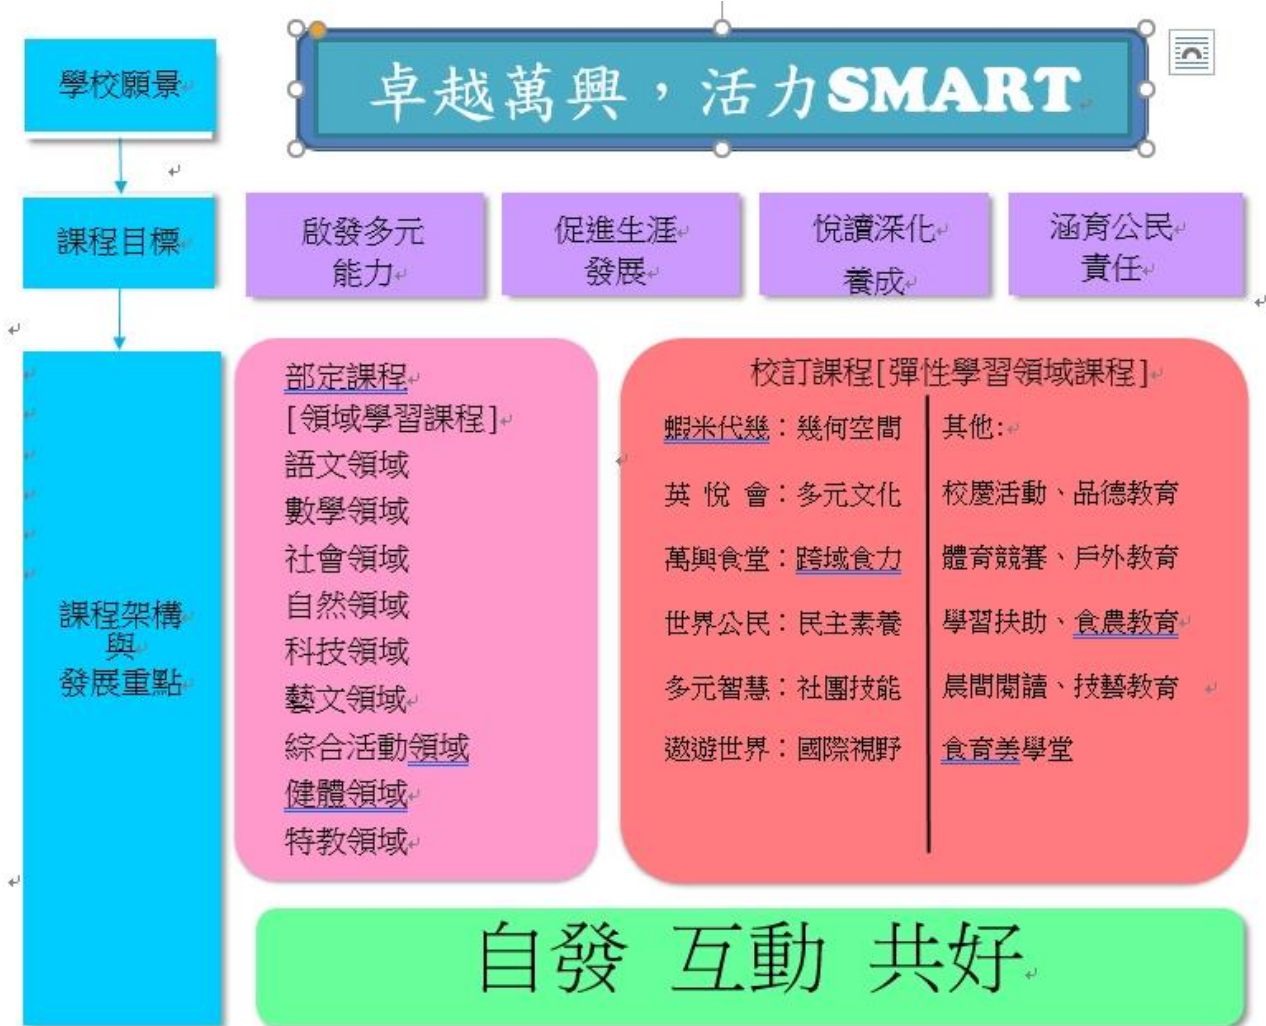 學校願景
卓越萬興，活力SMART
課程目標
啟發多元
能力
促進生涯
發展
悅讀深化
養成
涵育公民
責任
課程架構
與
發展重點
部定課程
[領域學習課程]
語文領域
數學領域
社會領域
自然領域
科技領域
藝文領域
綜合活動領域
健體領域
特教領域
校訂課程[彈性學習領域課程]
蝦米代幾：幾何空間
英悅會：多元文化
萬興食堂：跨域食力
世界公民：民主素養
多元智慧：社團技能
遨遊世界：國際視野
其他:
校慶活動、品德教育
體育競賽、戶外教育
學習扶助、食農教育
晨間閱讀、技藝教育
食育美學堂
自發 互動 共好